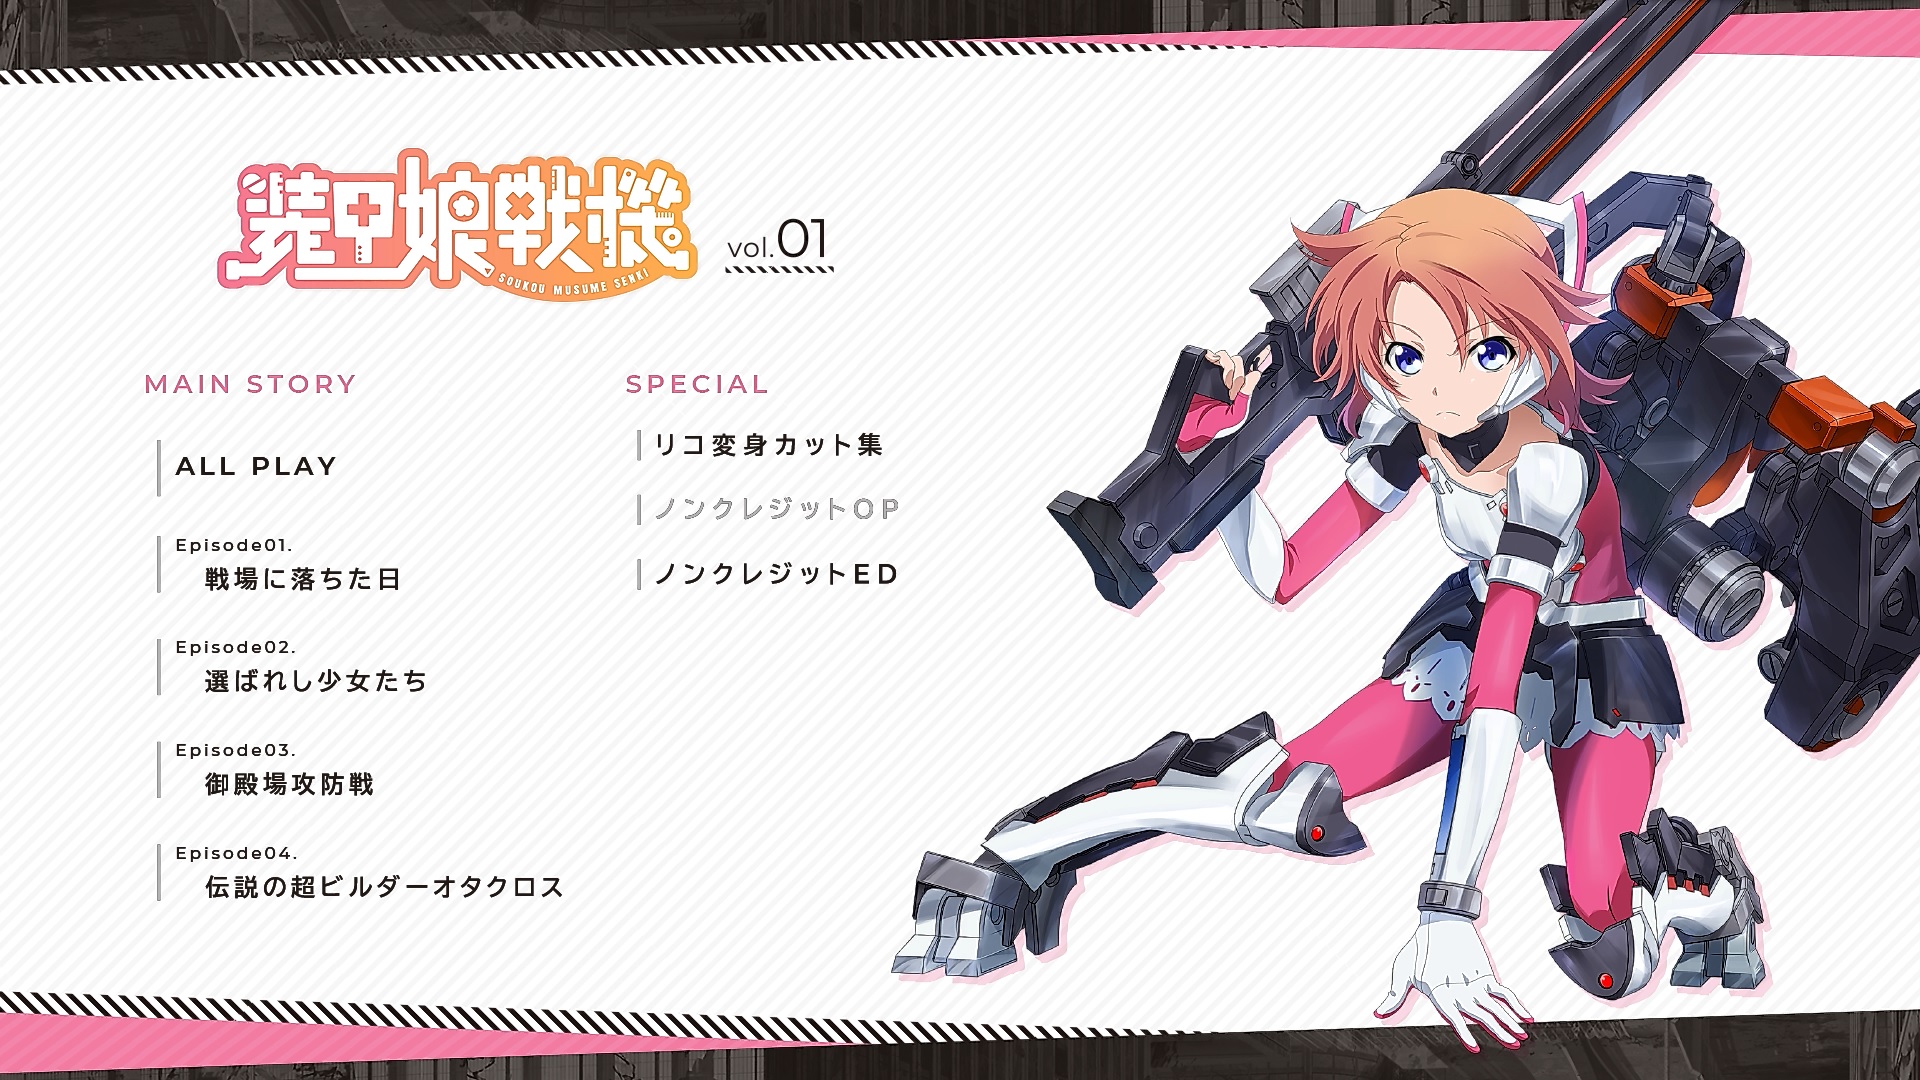 装甲娘戦機
SOUKOU MUSUME SENKI
vol.01
MAIN STORY
ALL PLAY
Episode01.
戦場に落ちた日
Episode02.
選ばれし少女たち
Episode03.
御殿場攻防戦
Episode04.
伝説の超ビルダーオタクロス
SPECIAL
リコ変身カット集
ノンクレジットOP
ノンクレジットED